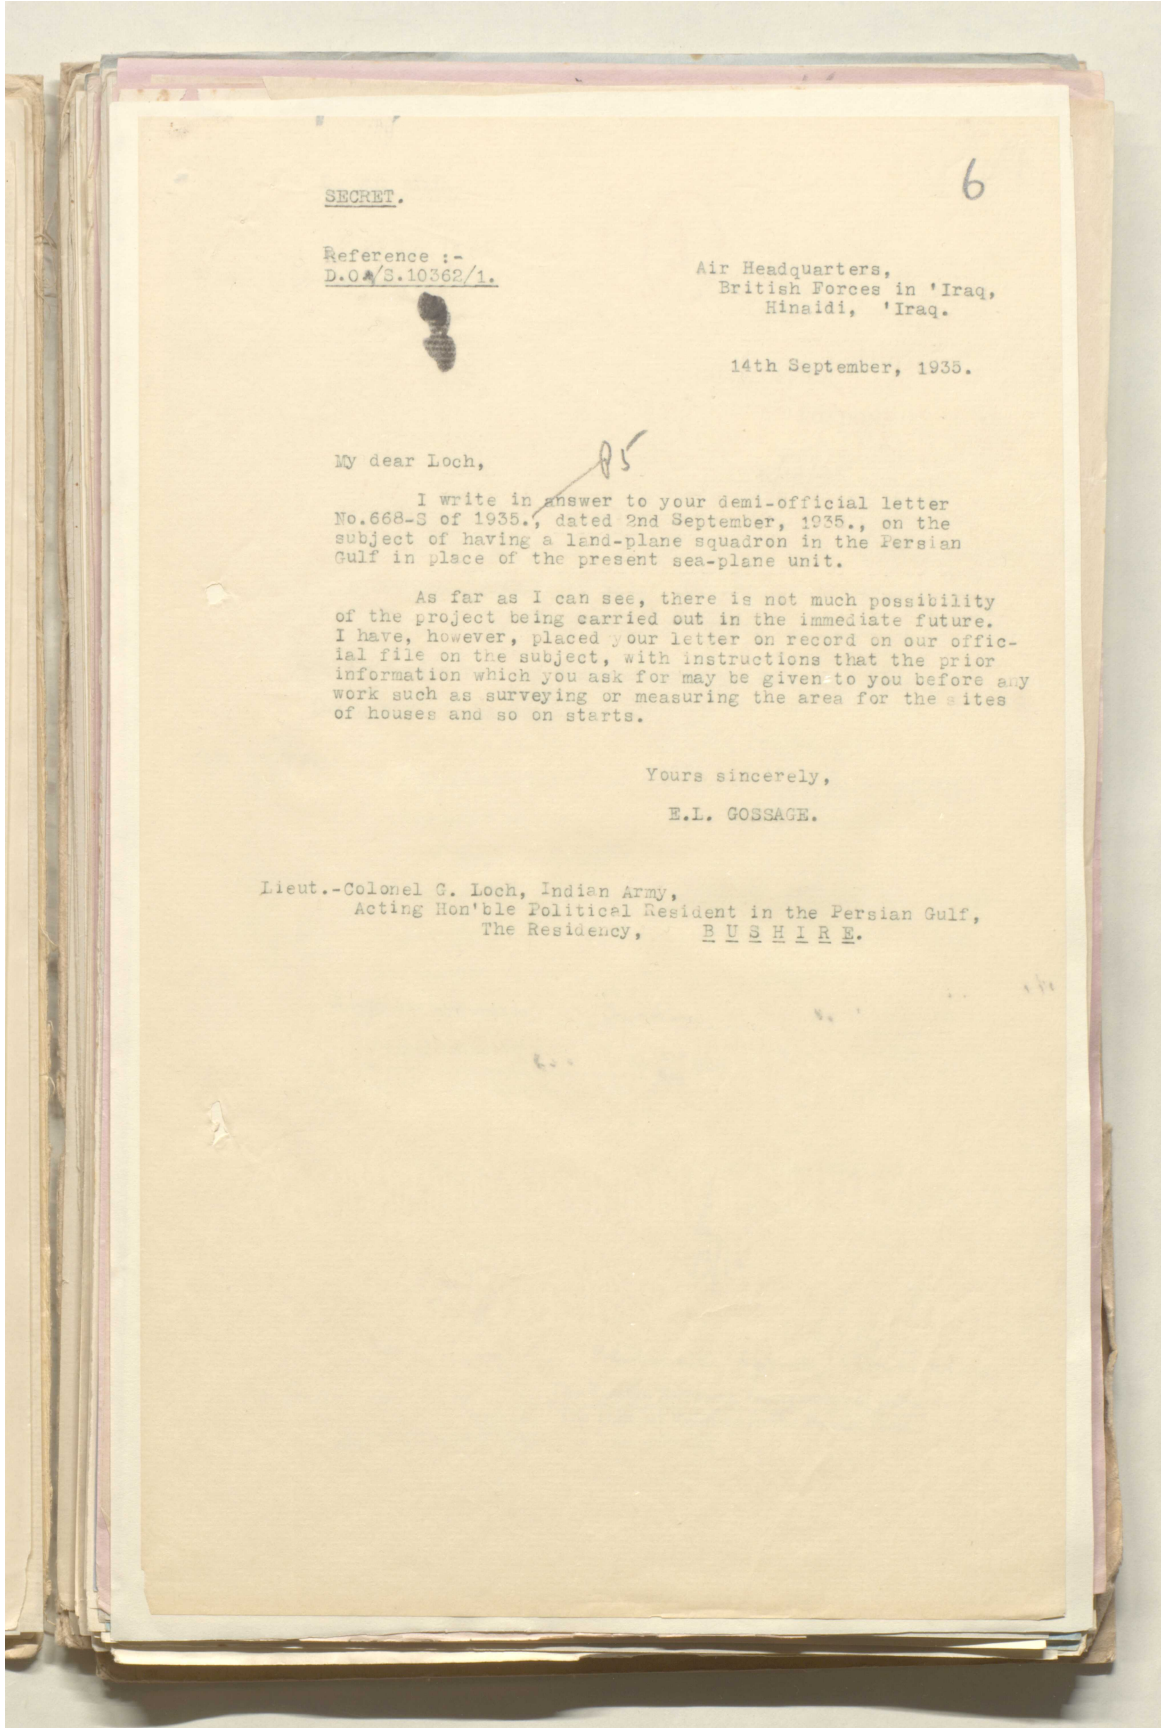 6
SECRET.
Reference :-
D.O./S.10362/1.
Air Headquarters,
British Forces in 'Iraq,
Hinaidi, 'Iraq.
14th September, 1935.
85
My dear Loch,
I write in answer to your demi-official letter
No.668-S of 1935., dated 2nd September, 1935., on the
subject of having a land-plane squadron in the Persian
Gulf in place of the present sea-plane unit.
As far as I can see, there is not much possibility
of the project being carried out in the immediate future.
I have, however, placed your letter on record on our offic-
ial file on the subject, with instructions that the prior
information which you ask for may be given to you before any
work such as surveying or measuring the area for the sites
of houses and so on starts.
Yours sincerely,
E.L. GOSSAGE.
Lieut.-Colonel G. Loch, Indian Army,
Acting Hon'ble Political Resident in the Persian Gulf,
The Residency, B U S H I R E.